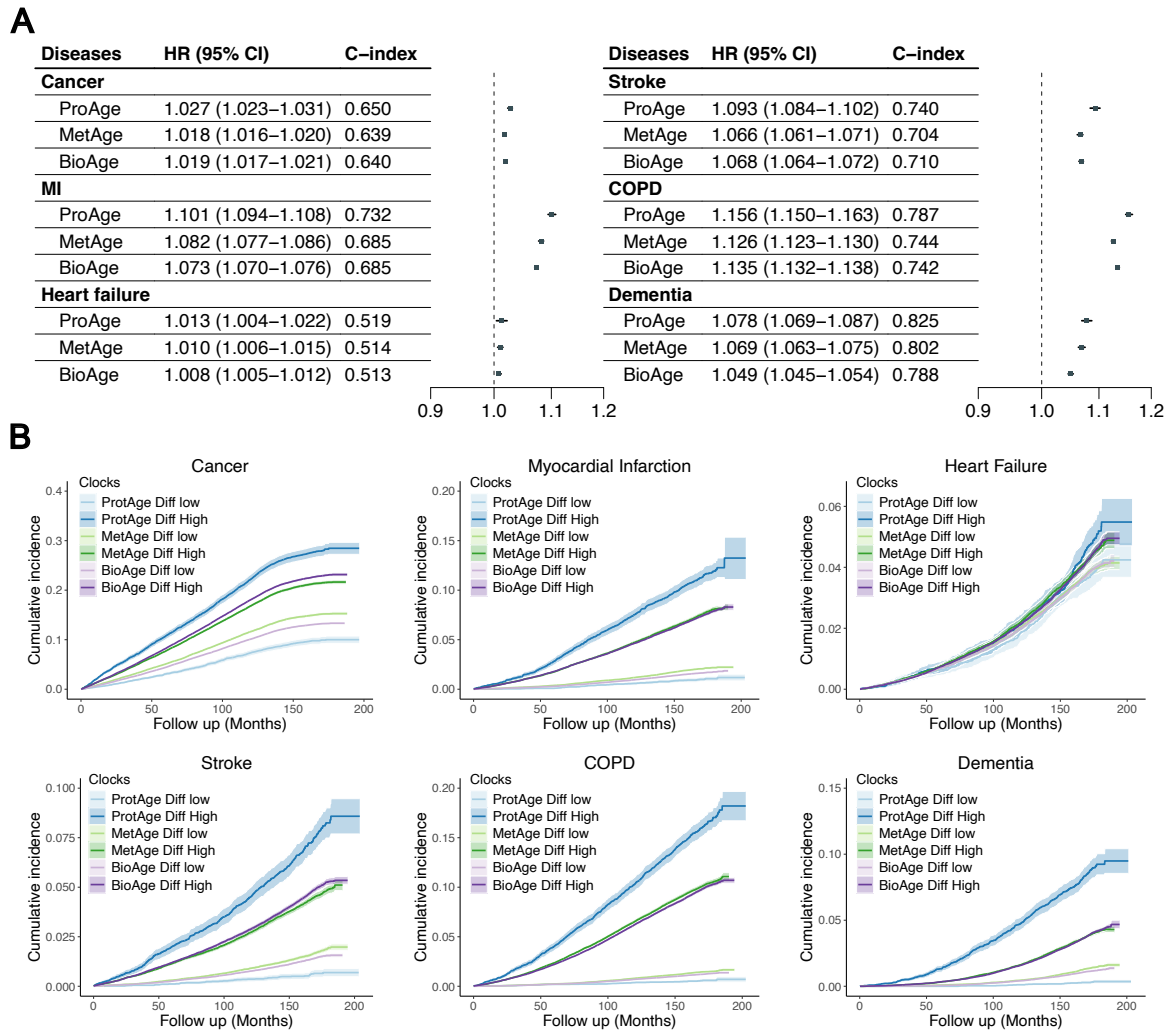 A
Diseases HR (95% CI) C−index
Cancer
ProAge 1.027 (1.023−1.031) 0.650
MetAge 1.018 (1.016−1.020) 0.639
BioAge 1.019 (1.017−1.021) 0.640
MI
ProAge 1.101 (1.094−1.108) 0.732
MetAge 1.082 (1.077−1.086) 0.685
BioAge 1.073 (1.070−1.076) 0.685
Heart failure
ProAge 1.013 (1.004−1.022) 0.519
MetAge 1.010 (1.006−1.015) 0.514
BioAge 1.008 (1.005−1.012) 0.513
0.9 1.0 1.1 1.2
Diseases HR (95% CI) C−index
Stroke
ProAge 1.093 (1.084−1.102) 0.740
MetAge 1.066 (1.061−1.071) 0.704
BioAge 1.068 (1.064−1.072) 0.710
COPD
ProAge 1.156 (1.150−1.163) 0.787
MetAge 1.126 (1.123−1.130) 0.744
BioAge 1.135 (1.132−1.138) 0.742
Dementia
ProAge 1.078 (1.069−1.087) 0.825
MetAge 1.069 (1.063−1.075) 0.802
BioAge 1.049 (1.045−1.054) 0.788
0.9 1.0 1.1 1.2
B
Cancer
Clocks
ProtAge Diff low
ProtAge Diff High
MetAge Diff low
MetAge Diff High
BioAge Diff low
BioAge Diff High
Cumulative incidence
0.4
0.3
0.2
0.1
0.0
0 50 100 150 200
Follow up (Months)
Myocardial Infarction
Clocks
ProtAge Diff low
ProtAge Diff High
MetAge Diff low
MetAge Diff High
BioAge Diff low
BioAge Diff High
Cumulative incidence
0.20
0.15
0.10
0.05
0.00
0 50 100 150 200
Follow up (Months)
Heart Failure
Clocks
ProtAge Diff low
ProtAge Diff High
MetAge Diff low
MetAge Diff High
BioAge Diff low
BioAge Diff High
Cumulative incidence
0.06
0.04
0.02
0.00
0 50 100 150 200
Follow up (Months)
Stroke
Clocks
ProtAge Diff low
ProtAge Diff High
MetAge Diff low
MetAge Diff High
BioAge Diff low
BioAge Diff High
Cumulative incidence
0.100
0.075
0.050
0.025
0.000
0 50 100 150 200
Follow up (Months)
COPD
Clocks
ProtAge Diff low
ProtAge Diff High
MetAge Diff low
MetAge Diff High
BioAge Diff low
BioAge Diff High
Cumulative incidence
0.20
0.15
0.10
0.05
0.00
0 50 100 150 200
Follow up (Months)
Dementia
Clocks
ProtAge Diff low
ProtAge Diff High
MetAge Diff low
MetAge Diff High
BioAge Diff low
BioAge Diff High
Cumulative incidence
0.15
0.10
0.05
0.00
0 50 100 150 200
Follow up (Months)